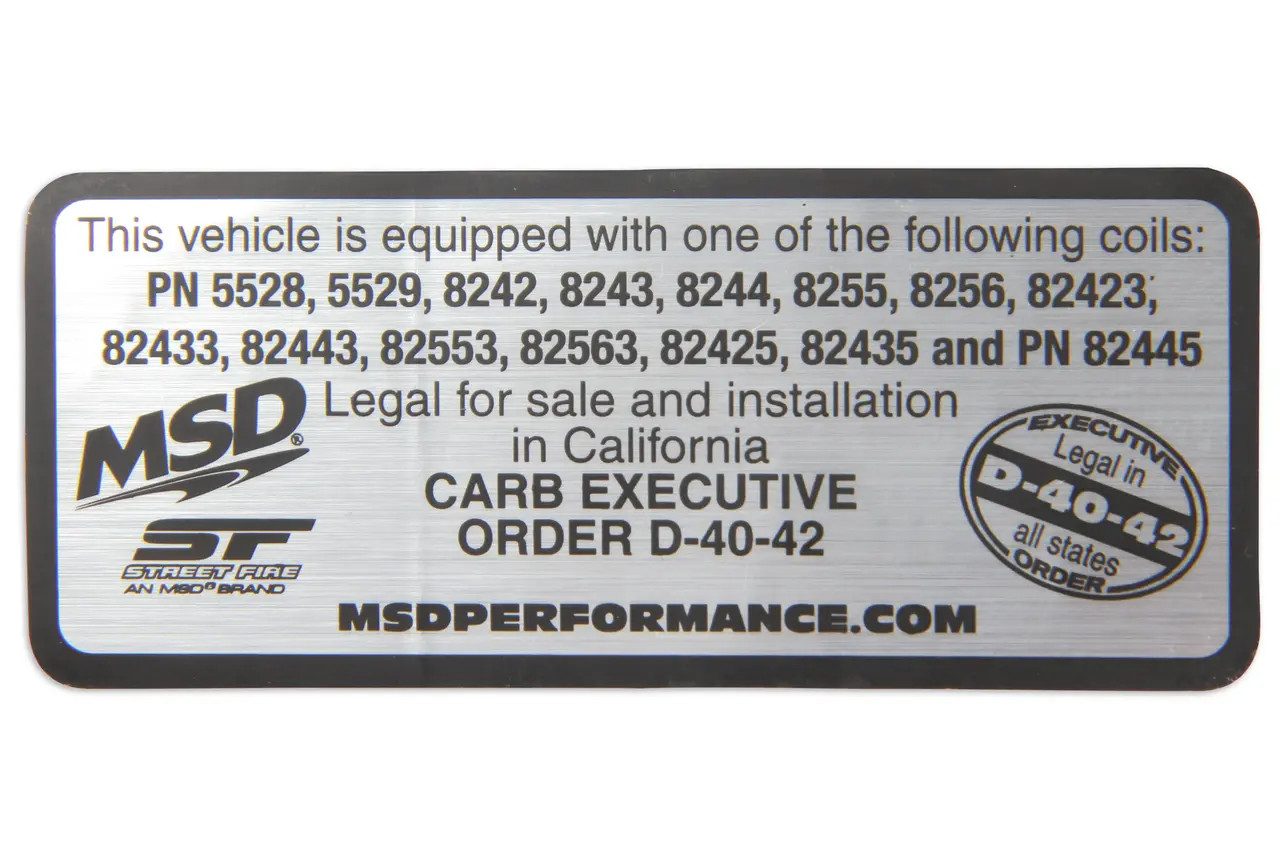 This vehicle is equipped with one of the following coils:
PN 5528, 5529, 8242, 8243, 8244, 8255, 8256, 82423,
82433, 82443, 82553, 82563, 82425, 82435 and PN 82445
MSD®
Legal for sale and installation
in California
CARB EXECUTIVE
ORDER D-40-42
SF
STREET FIRE
AN MSD® BRAND
EXECUTIVE
Legal in
D-40-42
all states
ORDER
MSDPERFORMANCE.COM